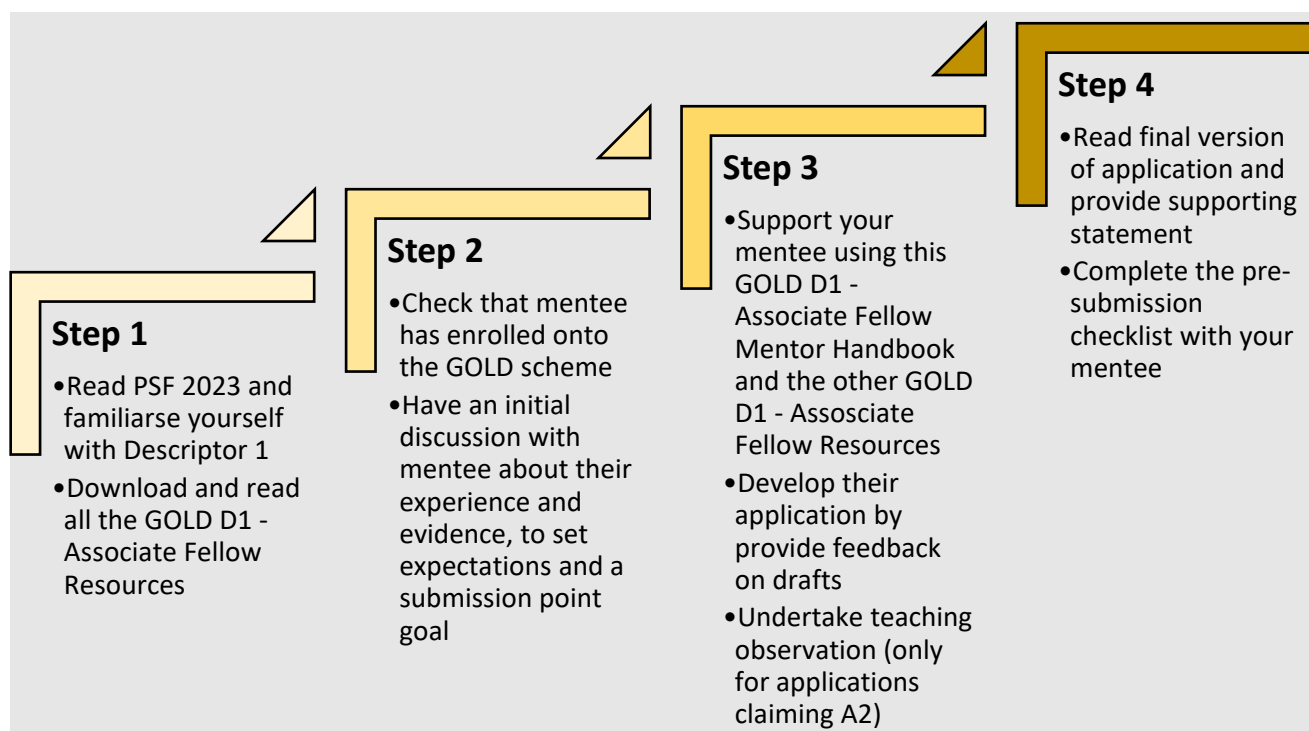 Step 1
•Read PSF 2023 and
familiarse yourself
with Descriptor 1
•Download and read
all the GOLD D1 -
Associate Fellow
Resources
Step 2
•Check that mentee
has enrolled onto
the GOLD scheme
•Have an initial
discussion with
mentee about their
experience and
evidence, to set
expectations and a
submission point
goal
Step 3
•Support your
mentee using this
GOLD D1 -
Associate Fellow
Mentor Handbook
and the other GOLD
D1 - Assosciate
Fellow Resources
•Develop their
application by
provide feedback
on drafts
•Undertake teaching
observation (only
for applications
claiming A2)
Step 4
•Read final version
of application and
provide supporting
statement
•Complete the pre-
submission
checklist with your
mentee